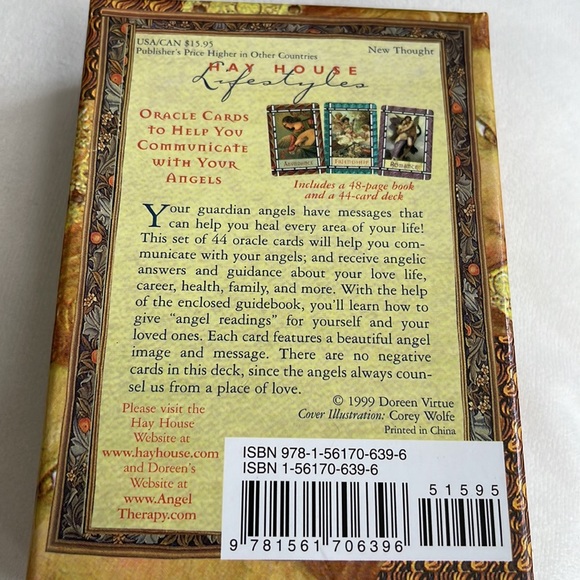 USA/CAN $15.95
Publisher's Price Higher in Other Countries
New Thought
HAY HOUSE
Lifestyles
ORACLE CARDS
TO HELP YOU
COMMUNICATE
WITH YOUR
ANGELS
Abundance
Friendship
Romance
Includes a 48-page book
and a 44-card deck
Your guardian angels have messages that
can help you heal every area of your life!
This set of 44 oracle cards will help you com-
municate with your angels; and receive angelic
answers and guidance about your love life,
career, health, family, and more. With the help
of the enclosed guidebook, you'll learn how to
give "angel readings" for yourself and your
loved ones. Each card features a beautiful angel
image and message. There are no negative
cards in this deck, since the angels always coun-
sel us from a place of love.
© 1999 Doreen Virtue
Cover Illustration: Corey Wolfe
Printed in China
Please visit the
Hay House
Website at
www.hayhouse.com
and Doreen's
Website at
www.Angel
Therapy.com
ISBN 978-1-56170-639-6
ISBN 1-56170-639-6
51595
9 781561 706396